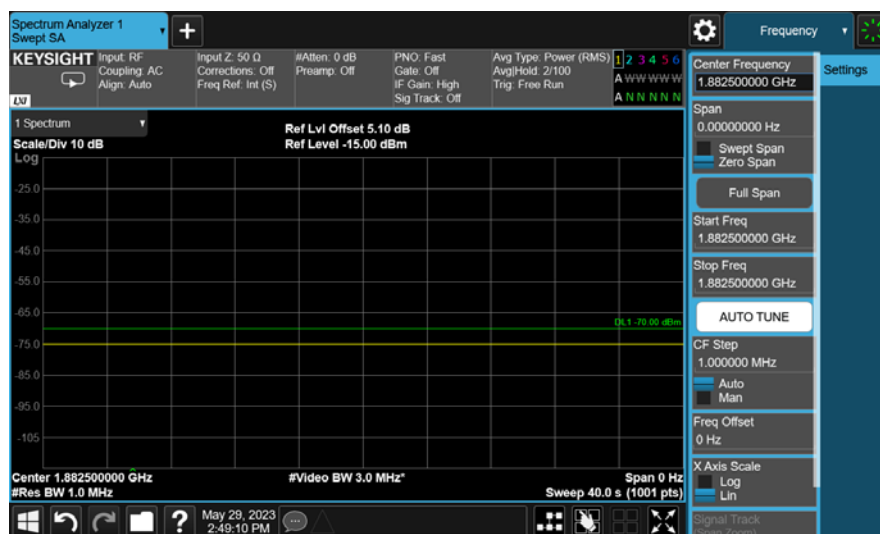 Spectrum Analyzer 1
Swept SA
+
Frequency
KEYSIGHT
LXI
Input: RF
Coupling: AC
Align: Auto
Input Z: 50 Ω
Corrections: Off
Freq Ref: Int (S)
#Atten: 0 dB
Preamp: Off
PNO: Fast
Gate: Off
IF Gain: High
Sig Track: Off
Avg Type: Power (RMS)
Avg|Hold: 2/100
Trig: Free Run
1 2 3 4 5 6
A W W W W W
A N N N N N
1 Spectrum
Scale/Div 10 dB
Log
Ref Lvl Offset 5.10 dB
Ref Level -15.00 dBm
-25.0
-35.0
-45.0
-55.0
-65.0
DL1 -70.00 dBm
-75.0
-85.0
-95.0
-105
Center 1.882500000 GHz
#Res BW 1.0 MHz
#Video BW 3.0 MHz*
Span 0 Hz
Sweep 40.0 s (1001 pts)
?
May 29, 2023
2:49:10 PM
Center Frequency
1.882500000 GHz
Settings
Span
0.00000000 Hz
Swept Span
Zero Span
Full Span
Start Freq
1.882500000 GHz
Stop Freq
1.882500000 GHz
AUTO TUNE
CF Step
1.000000 MHz
Auto
Man
Freq Offset
0 Hz
X Axis Scale
Log
Lin
Signal Track
(Span Zoom)